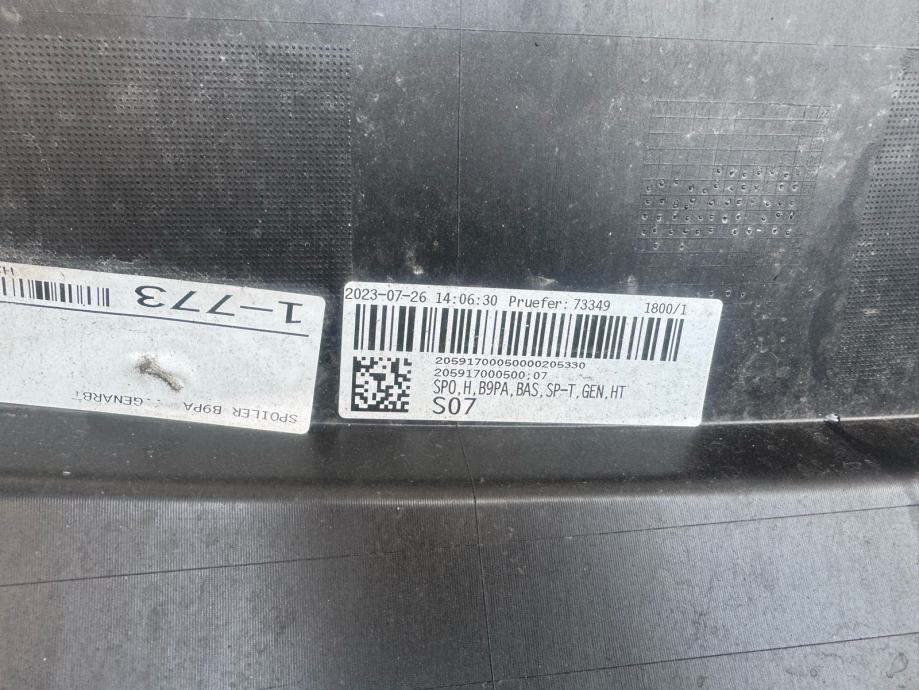 2023-07-26 14:06:30 Pruefer: 73349 1800/1
20591700050000205330
205917000500;07
SPO,H,B9PA,BAS,SP-T,GEN,HT
S07
1-773
SPOILER B9PA